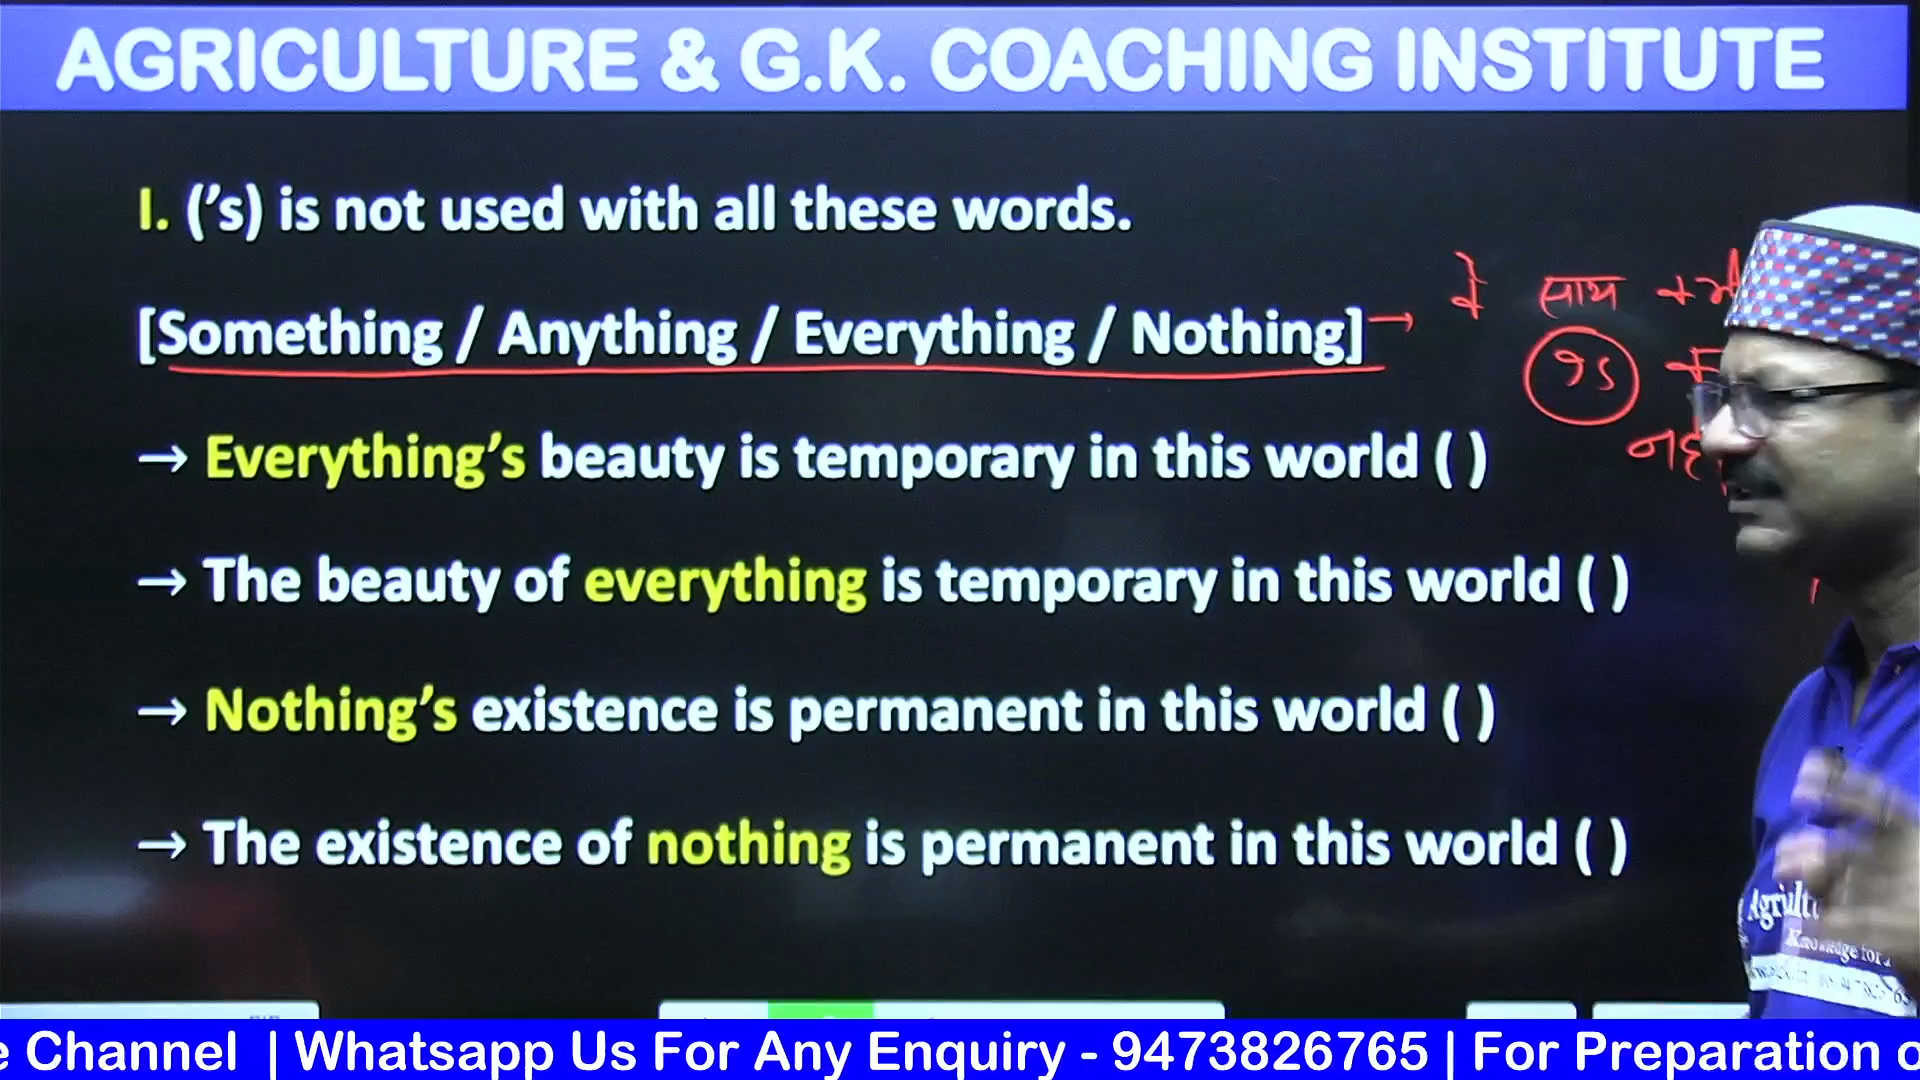 AGRICULTURE & G.K. COACHING INSTITUTE
I. (’s) is not used with all these words.
[Something / Anything / Everything / Nothing] →
के साथ
's
→ Everything’s beauty is temporary in this world ( )
→ The beauty of everything is temporary in this world ( )
→ Nothing’s existence is permanent in this world ( )
→ The existence of nothing is permanent in this world ( )
e Channel | Whatsapp Us For Any Enquiry - 9473826765 | For Preparation o